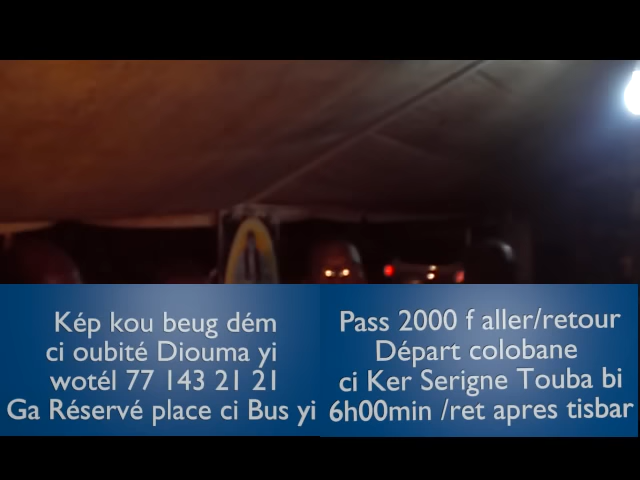 Kép kou beug dém
ci oubité Diouma yi
wotél 77 143 21 21
Ga Réservé place ci Bus yi
Pass 2000 f aller/retour
Départ colobane
ci Ker Serigne Touba bi
6h00min /ret apres tisbar